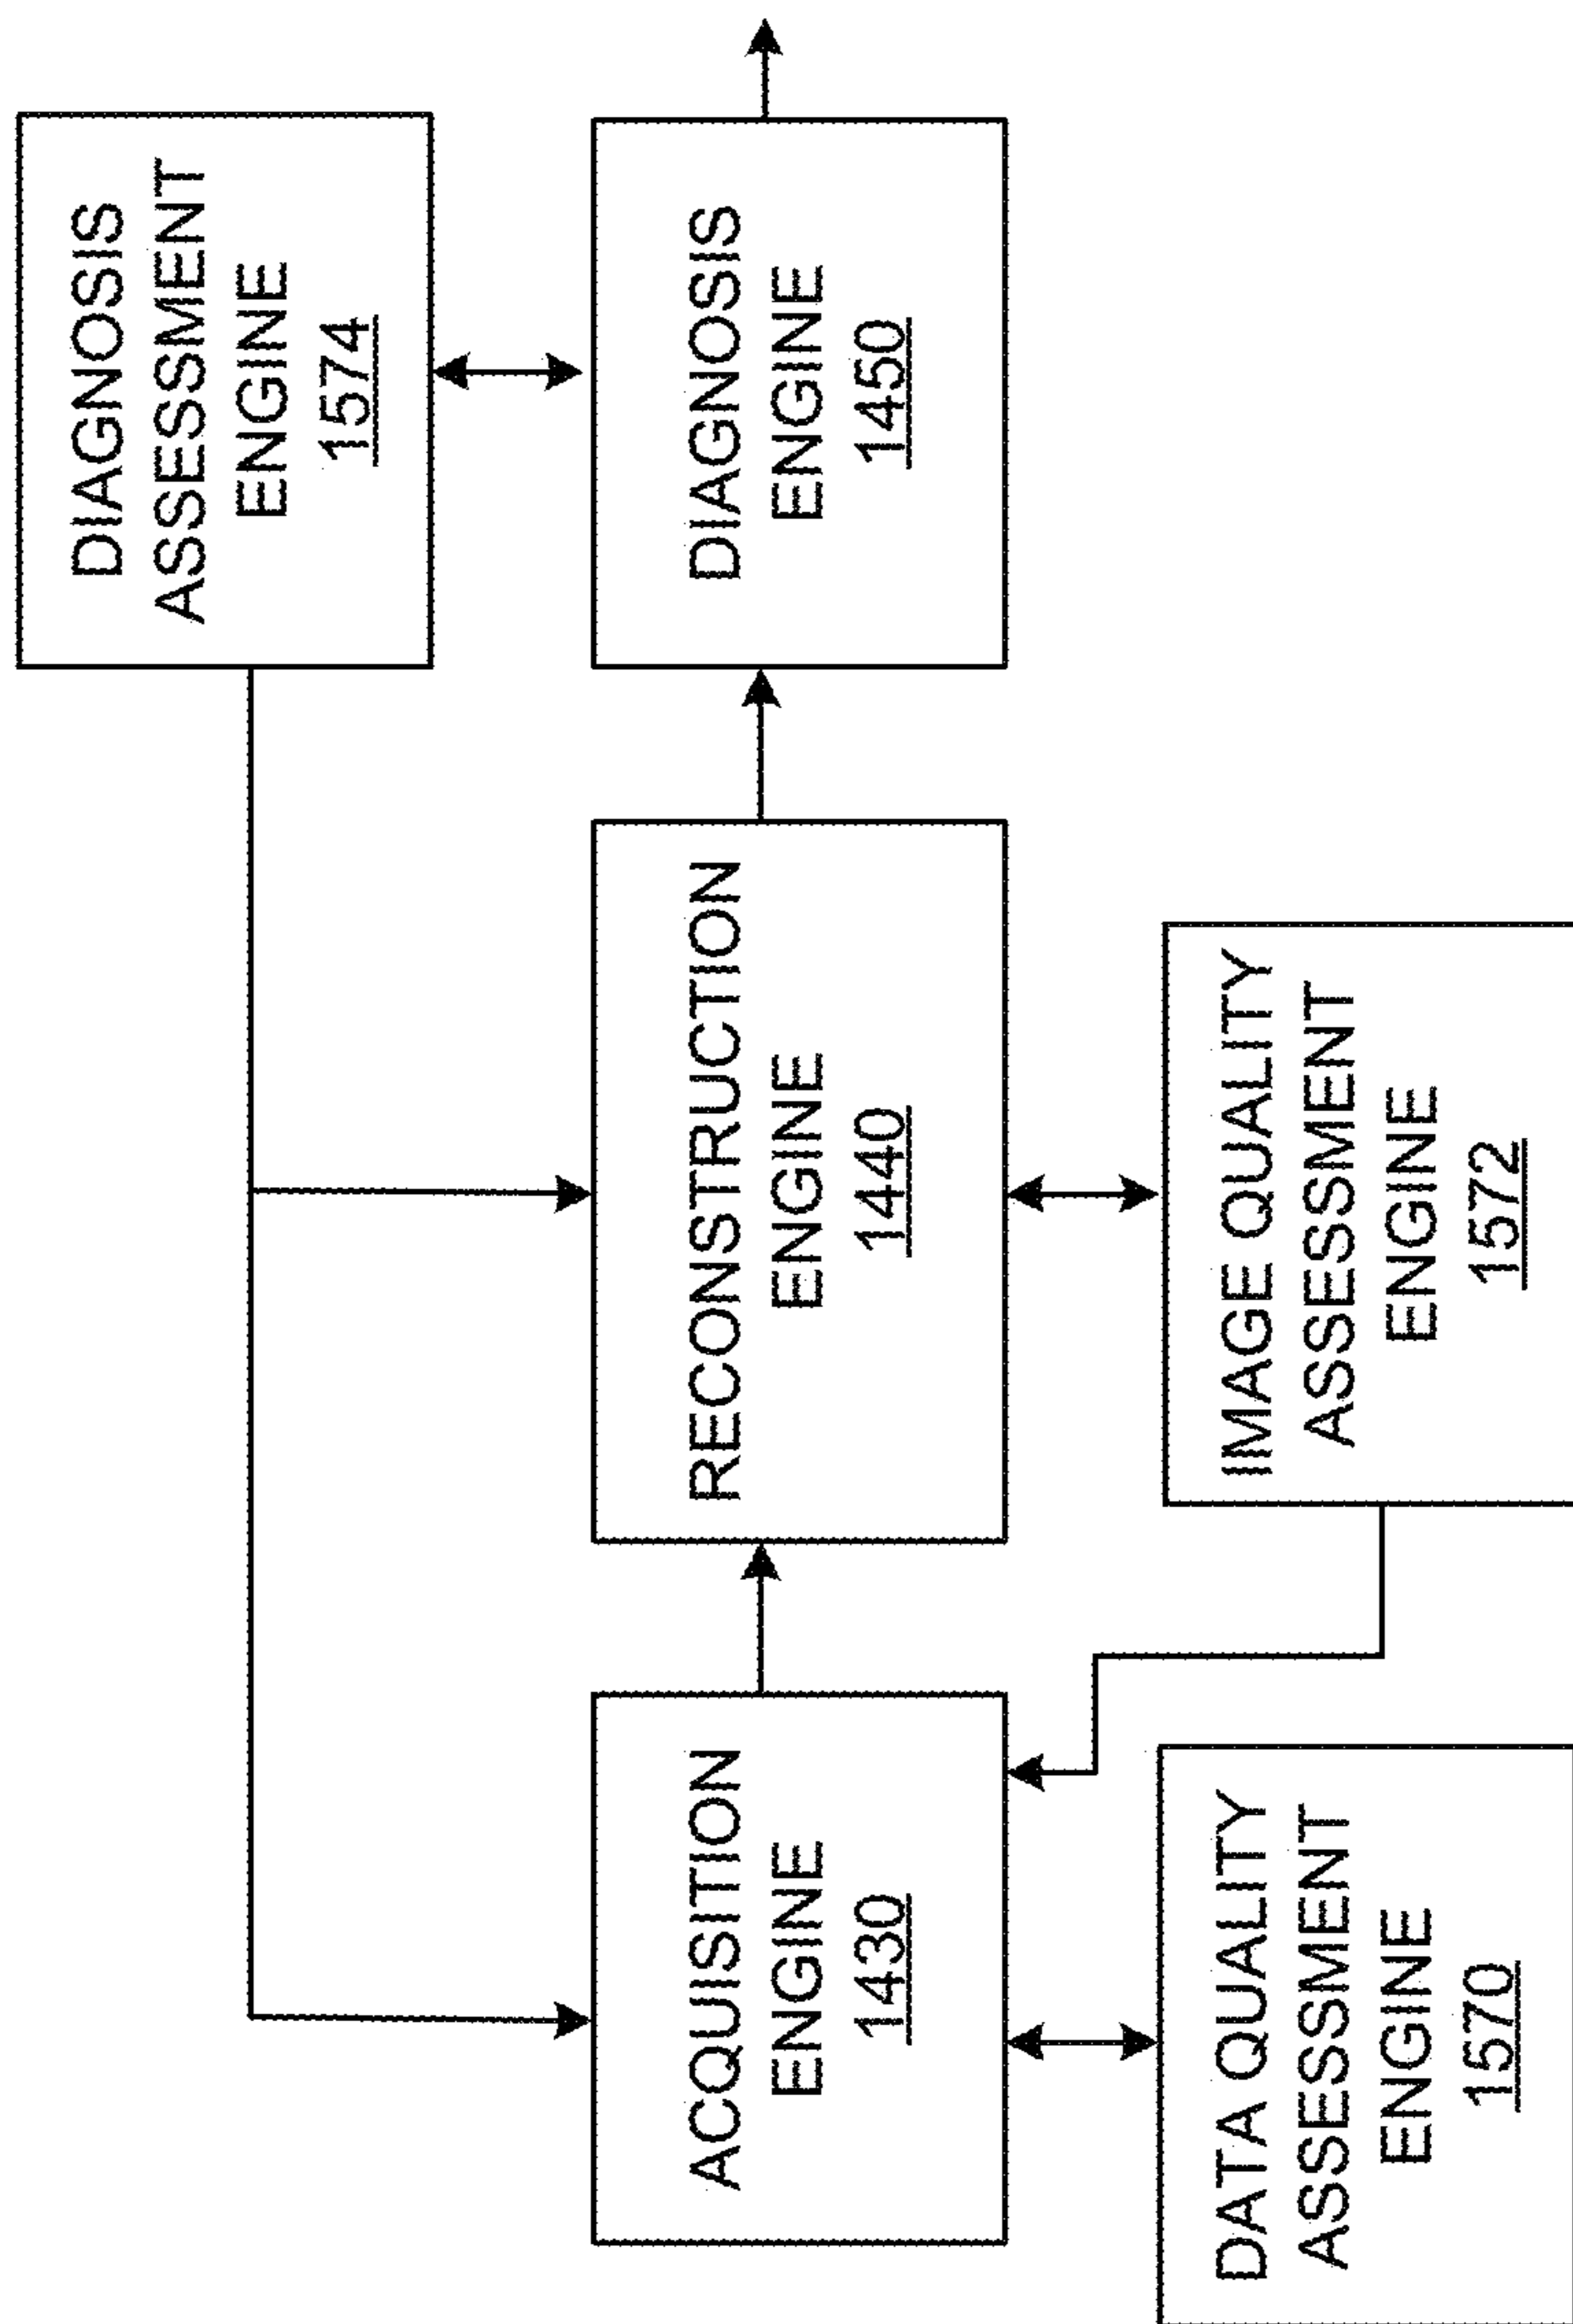 DIAGNOSIS
ASSESSMENT
ENGINE
1574
ACQUISITION
ENGINE
1430
RECONSTRUCTION
ENGINE
1440
DIAGNOSIS
ENGINE
1450
DATA QUALITY
ASSESSMENT
ENGINE
1570
IMAGE QUALITY
ASSESSMENT
ENGINE
1572